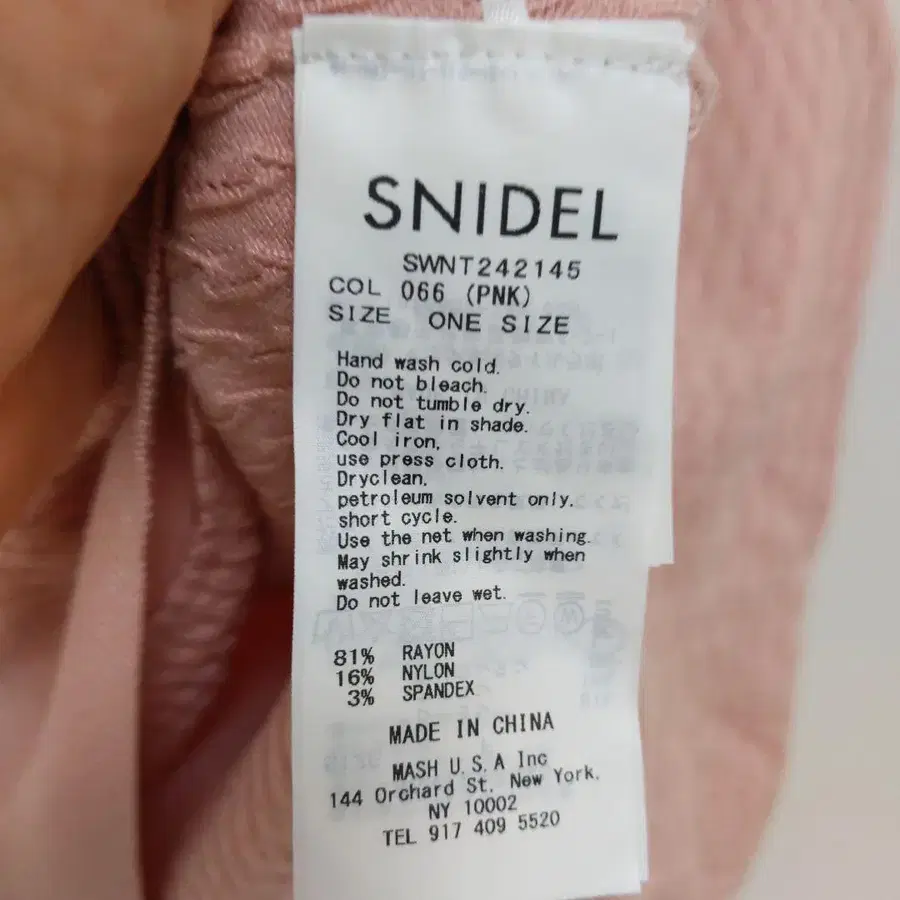 SNIDEL
SWNT242145
COL 066 (PNK)
SIZE ONE SIZE
Hand wash cold.
Do not bleach.
Do not tumble dry.
Dry flat in shade.
Cool iron,
use press cloth.
Dryclean,
petroleum solvent only.
short cycle.
Use the net when washing.
May shrink slightly when
washed.
Do not leave wet.
81% RAYON
16% NYLON
3% SPANDEX
MADE IN CHINA
MASH U.S.A Inc
144 Orchard St. New York.
NY 10002
TEL 917 409 5520